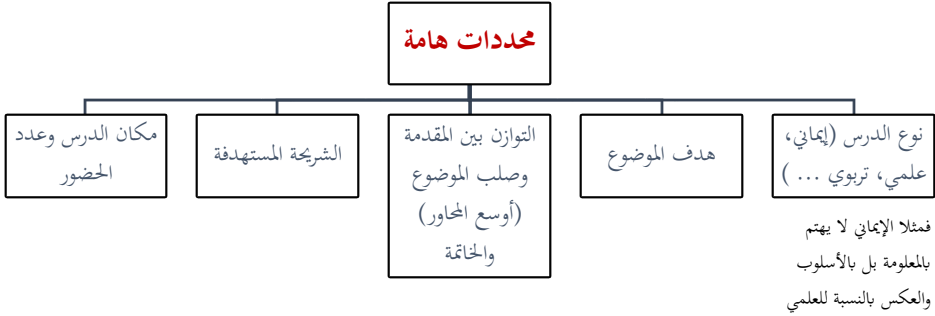 محددات هامة
نوع الدرس (إيماني،
علمي، تربوي ... )
هدف الموضوع
التوازن بين المقدمة
وصلب الموضوع
(أوسع المحاور)
والخاتمة
الشريحة المستهدفة
مكان الدرس وعدد
الحضور
فمثلا الإيماني لا يهتم
بالمعلومة بل بالأسلوب
والعكس بالنسبة للعلمي